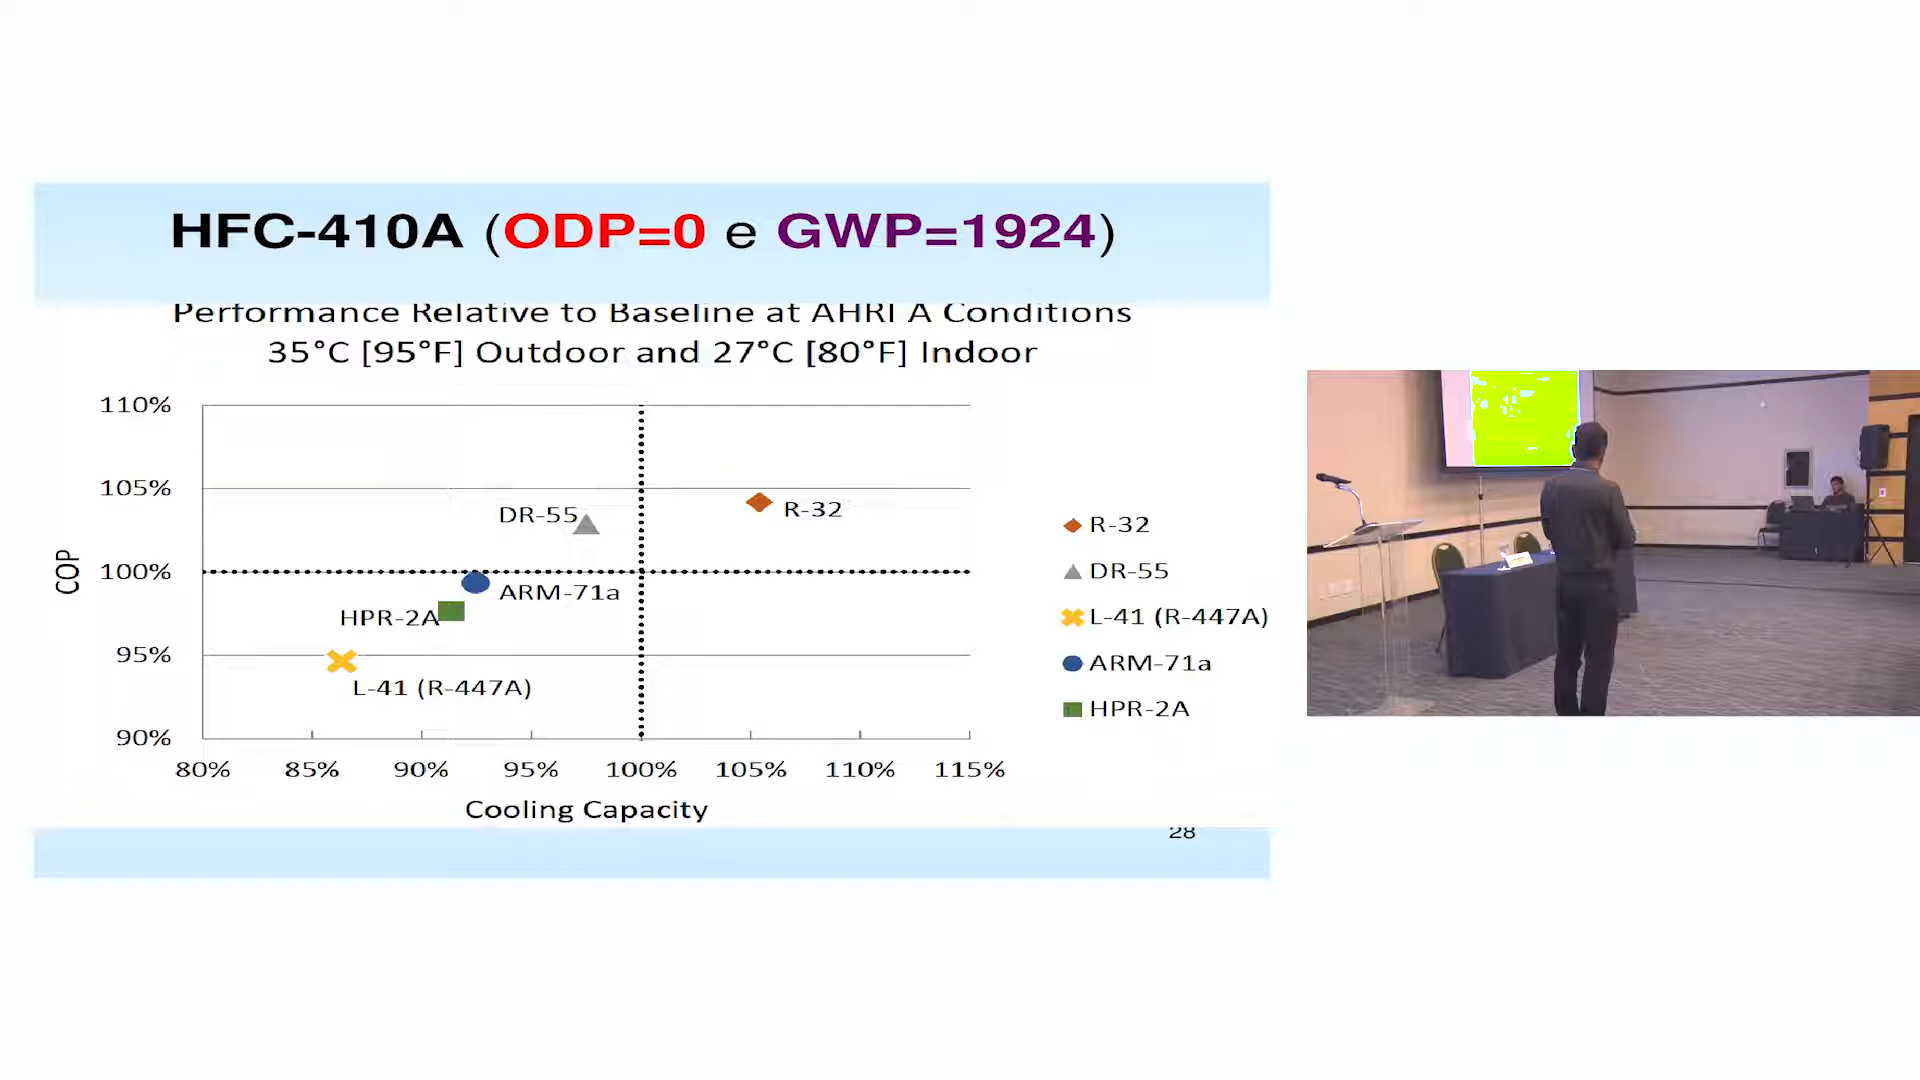 HFC-410A (ODP=0 e GWP=1924)
Performance Relative to Baseline at AHRI A Conditions
35°C [95°F] Outdoor and 27°C [80°F] Indoor
110%
105%
100%
95%
90%
COP
DR-55
R-32
ARM-71a
HPR-2A
L-41 (R-447A)
80% 85% 90% 95% 100% 105% 110% 115%
Cooling Capacity
R-32
DR-55
L-41 (R-447A)
ARM-71a
HPR-2A
28